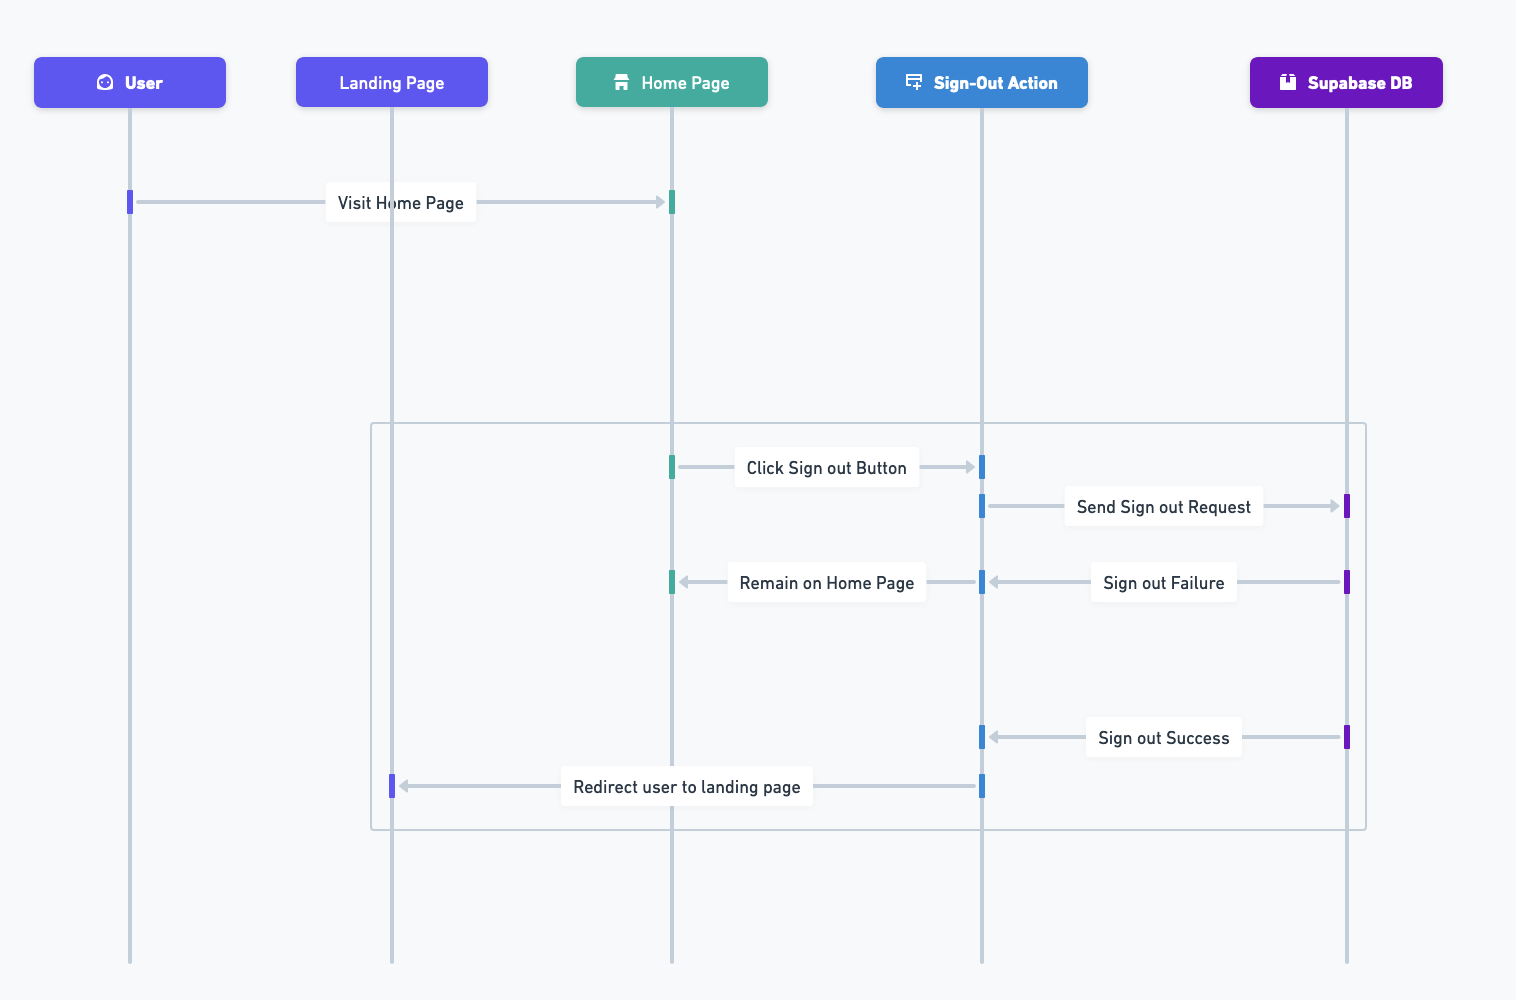 User
Landing Page
Home Page
Sign-Out Action
Supabase DB
Visit Home Page
Click Sign out Button
Send Sign out Request
Remain on Home Page
Sign out Failure
Sign out Success
Redirect user to landing page